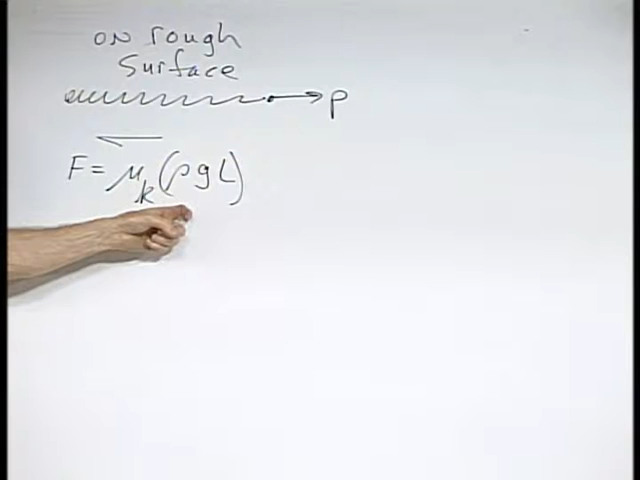 on rough
surface
P
F = μk (ρgL)